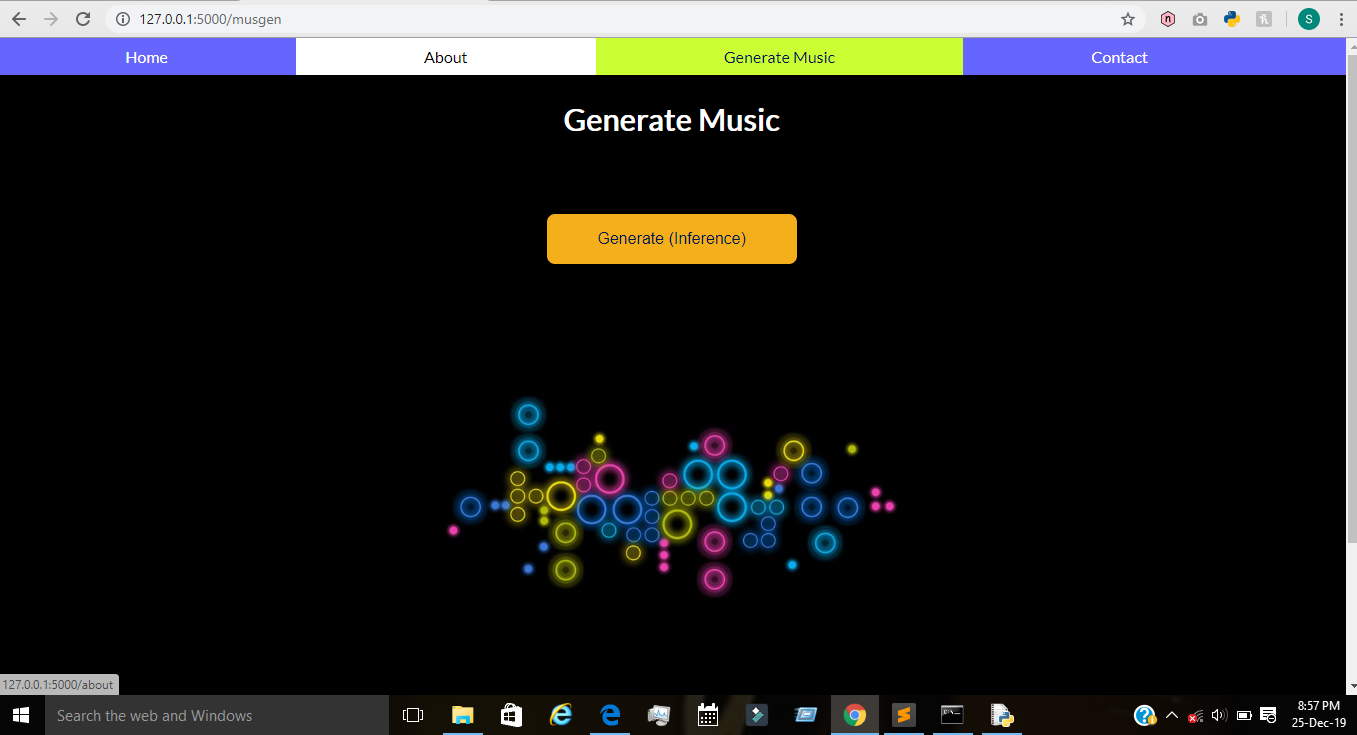 127.0.0.1:5000/musgen
S
Home About Generate Music Contact
Generate Music
Generate (Inference)
127.0.0.1:5000/about
Search the web and Windows
8:57 PM
25-Dec-19